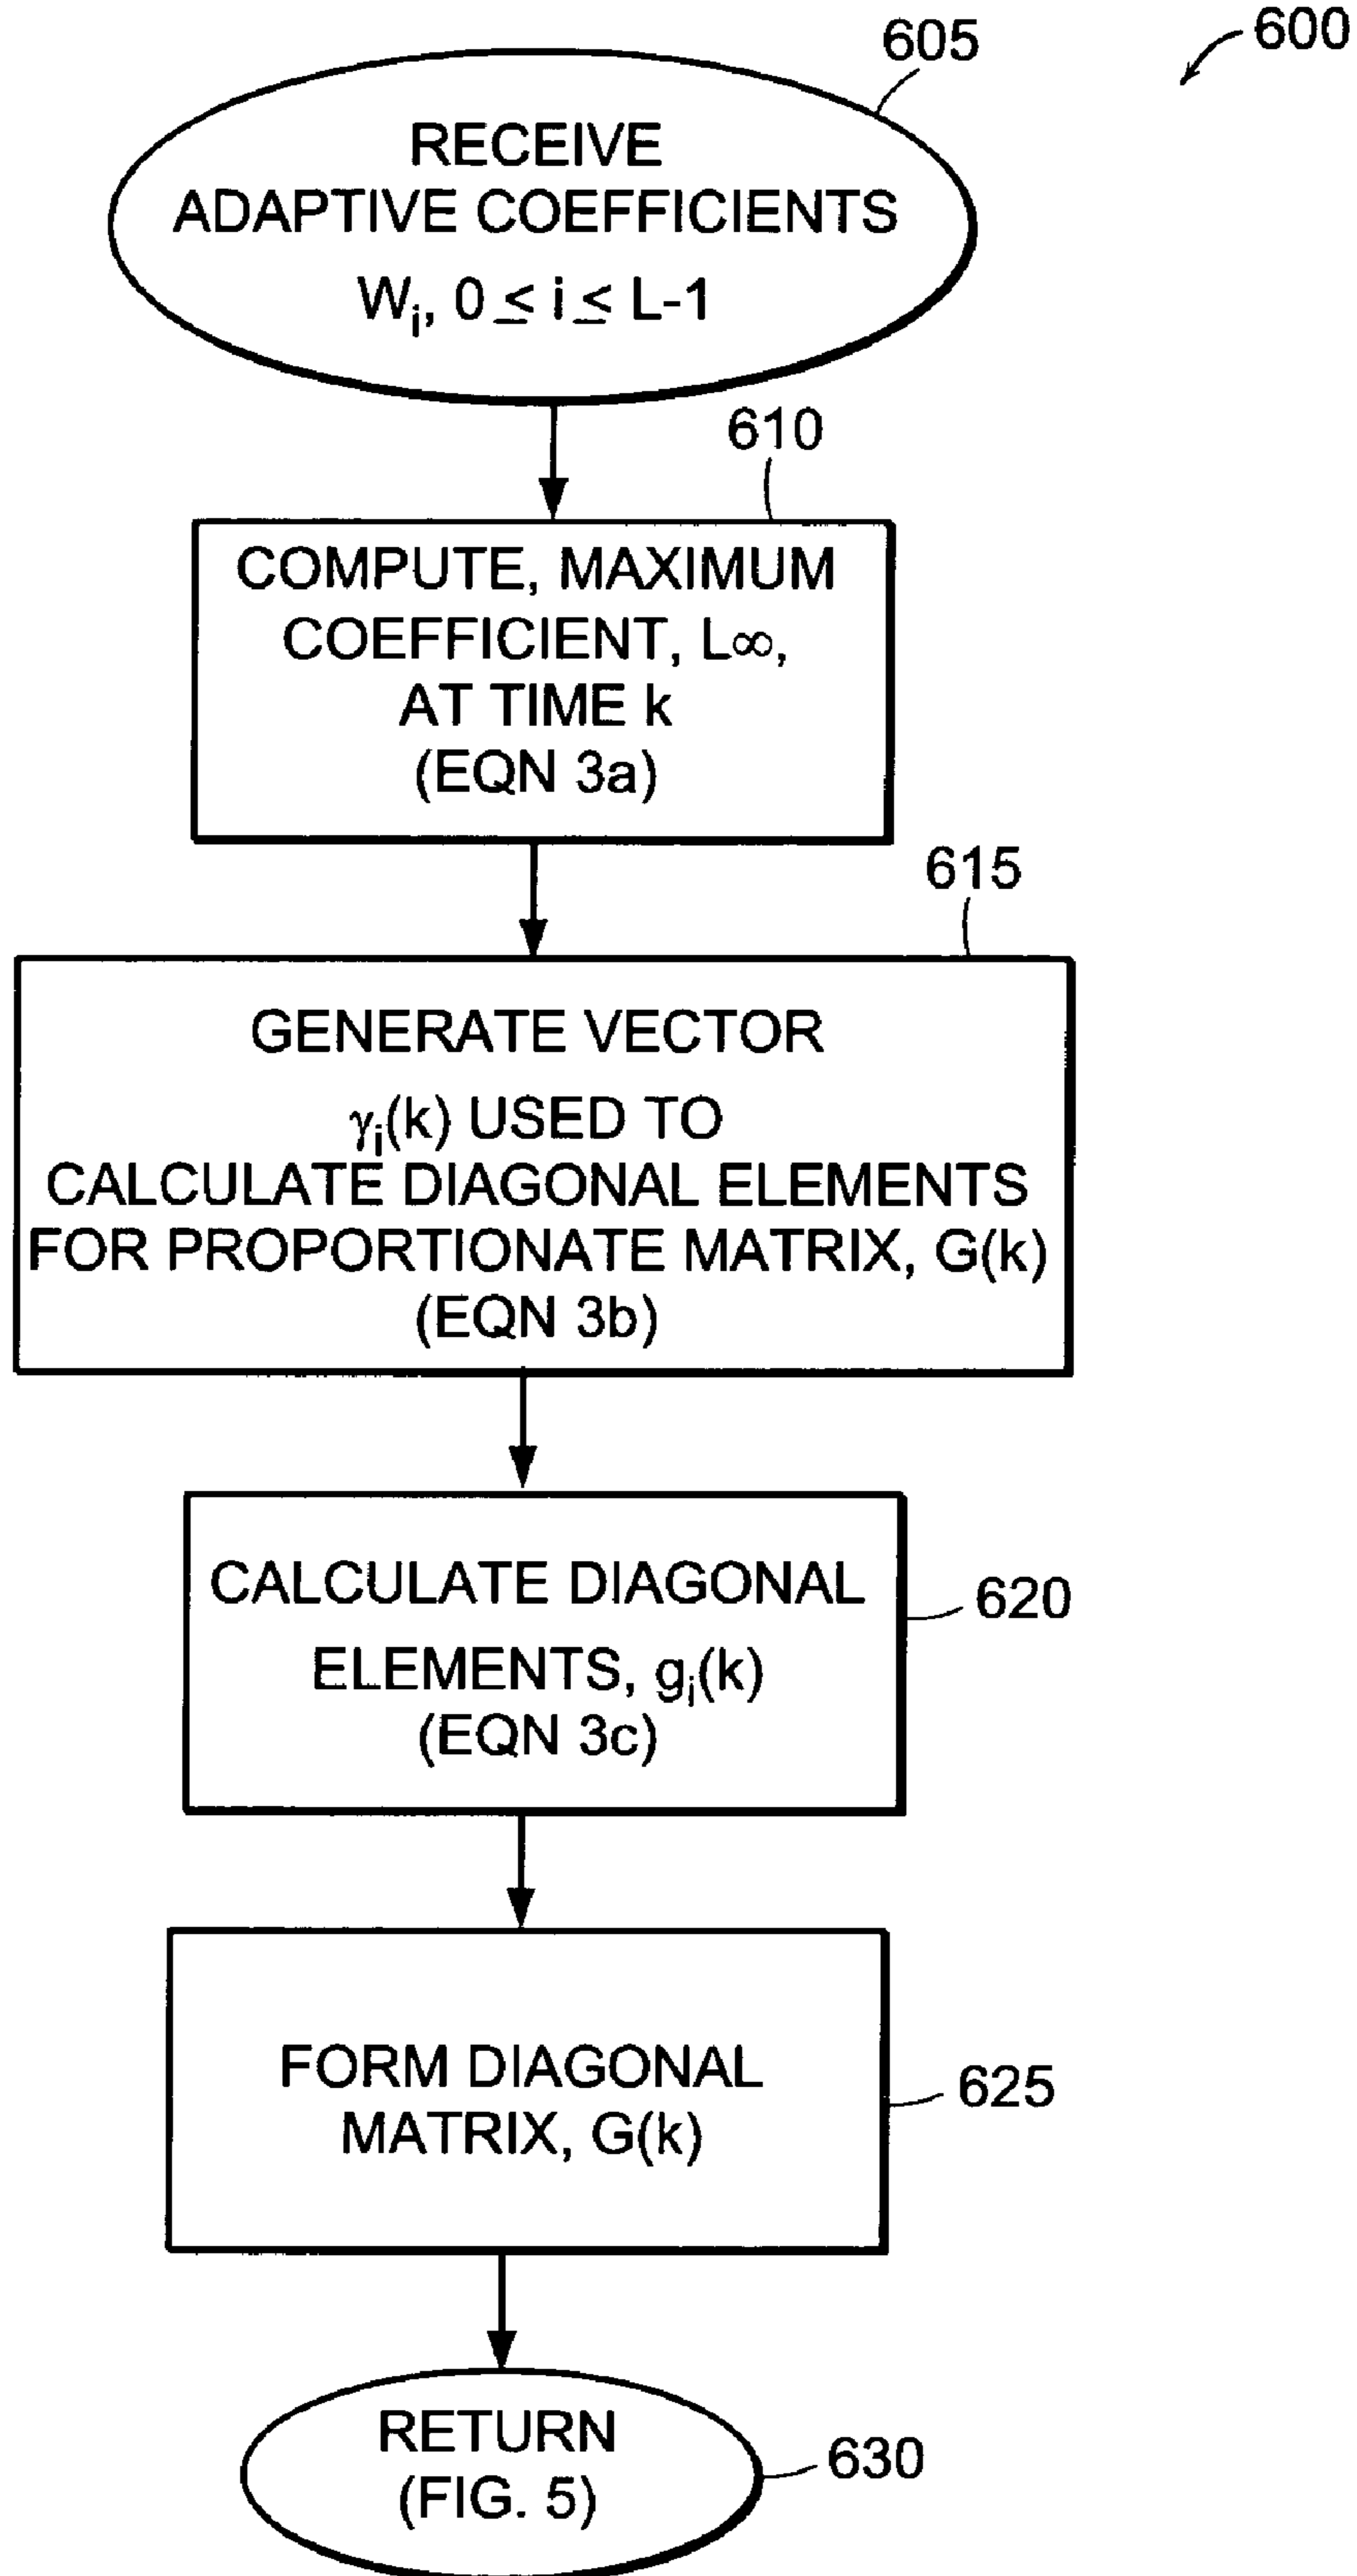 600
605
RECEIVE
ADAPTIVE COEFFICIENTS
Wi, 0 ≤ i ≤ L-1
610
COMPUTE, MAXIMUM
COEFFICIENT, L∞,
AT TIME k
(EQN 3a)
615
GENERATE VECTOR
γi(k) USED TO
CALCULATE DIAGONAL ELEMENTS
FOR PROPORTIONATE MATRIX, G(k)
(EQN 3b)
CALCULATE DIAGONAL
620
ELEMENTS, gi(k)
(EQN 3c)
FORM DIAGONAL
625
MATRIX, G(k)
RETURN
630
(FIG. 5)